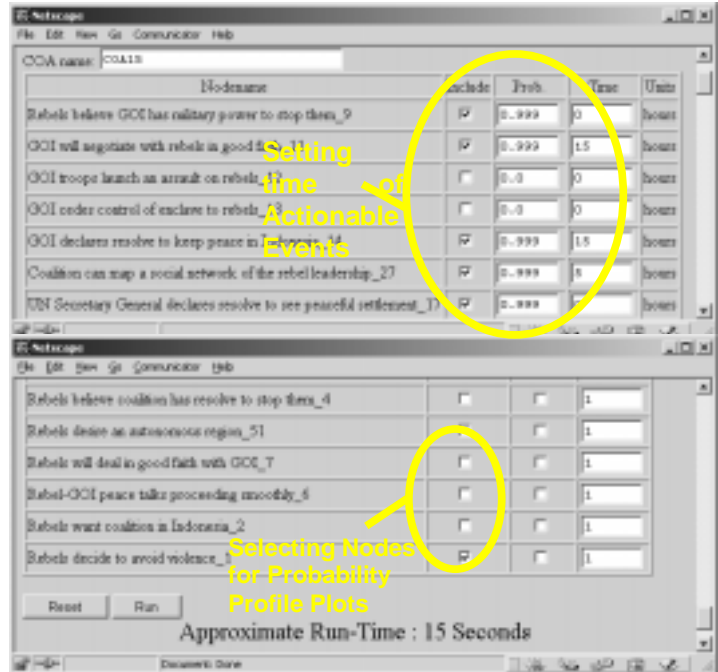 Netscape
File Edit View Go Communicator Help
COA name: COA15
Nodename Include Prob. Time Units
Rebels believe GOI has military power to stop them_9 0.999 0 hours
GOI will negotiate with rebels in good 0.999 15 hours
GOI troops launch an assault on rebels 0.0 0 hours
GOI cedes control of enclave to rebels 0.0 0 hours
GOI declares resolve to keep peace in Indonesia_14 0.999 15 hours
Coalition can map a social network of the rebel leadership_27 0.999 8 hours
UN Secretary General declares resolve to see peaceful settlement_17 0.999 hours
Setting
time of
Actionable
Events
Netscape
File Edit View Go Communicator Help
Rebels believe coalition has resolve to stop them_4 1
Rebels desire an autonomous region_51 1
Rebels will deal in good faith with GOI_7 1
Rebel-GOI peace talks proceeding smoothly_6 1
Rebels want coalition in Indonesia_2 1
Rebels decide to avoid violence_1 1
Selecting Nodes
for Probability
Profile Plots
Reset Run
Approximate Run-Time : 15 Seconds
Document: Done